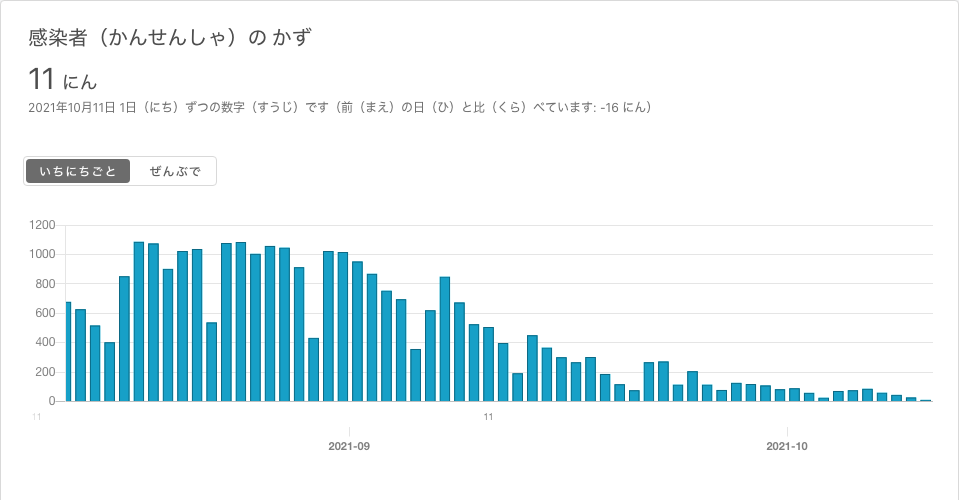 感染者（かんせんしゃ）の かず
11 にん
2021年10月11日 1日（にち）ずつの数字（すうじ）です（前（まえ）の日（ひ）と比（くら）べています: -16 にん）
いちにちごと ぜんぶで
1200
1000
800
600
400
200
0
11 11
2021-09 2021-10